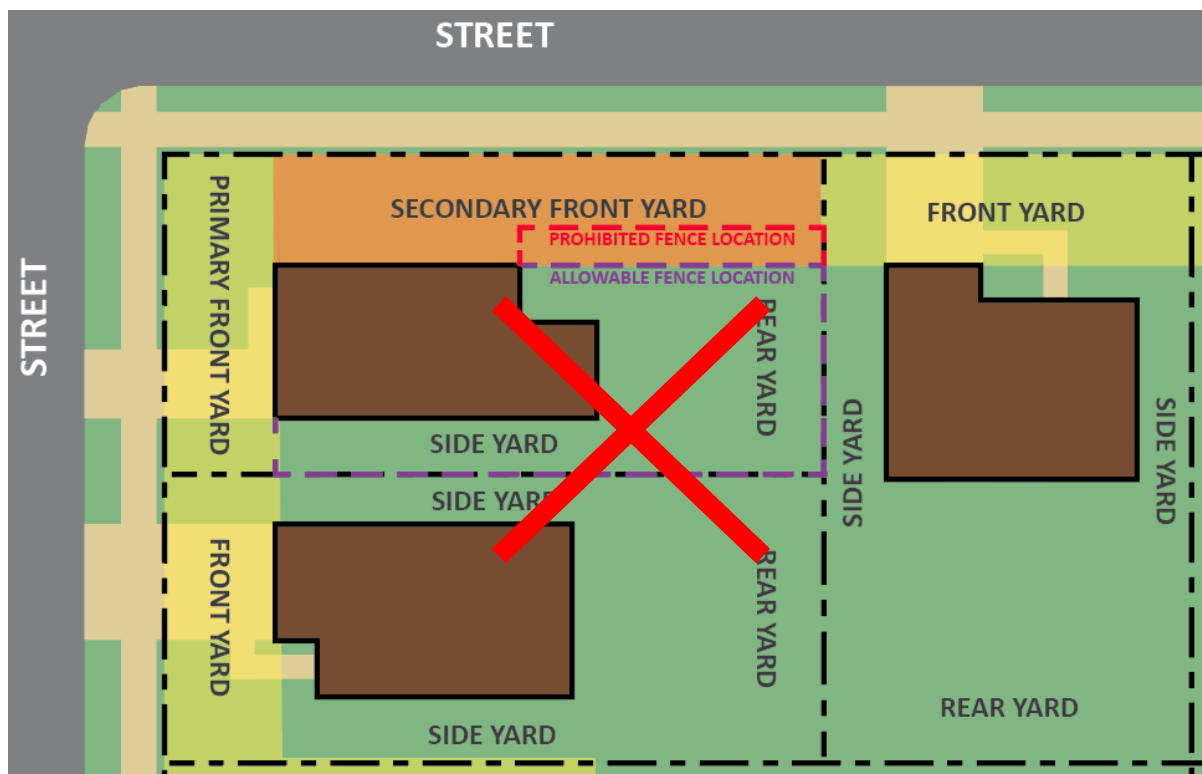 STREET
STREET
PRIMARY FRONT YARD
SECONDARY FRONT YARD
PROHIBITED FENCE LOCATION
ALLOWABLE FENCE LOCATION
REAR YARD
SIDE YARD
FRONT YARD
SIDE YARD
SIDE YARD
REAR YARD
SIDE YARD
FRONT YARD
REAR YARD
SIDE YARD